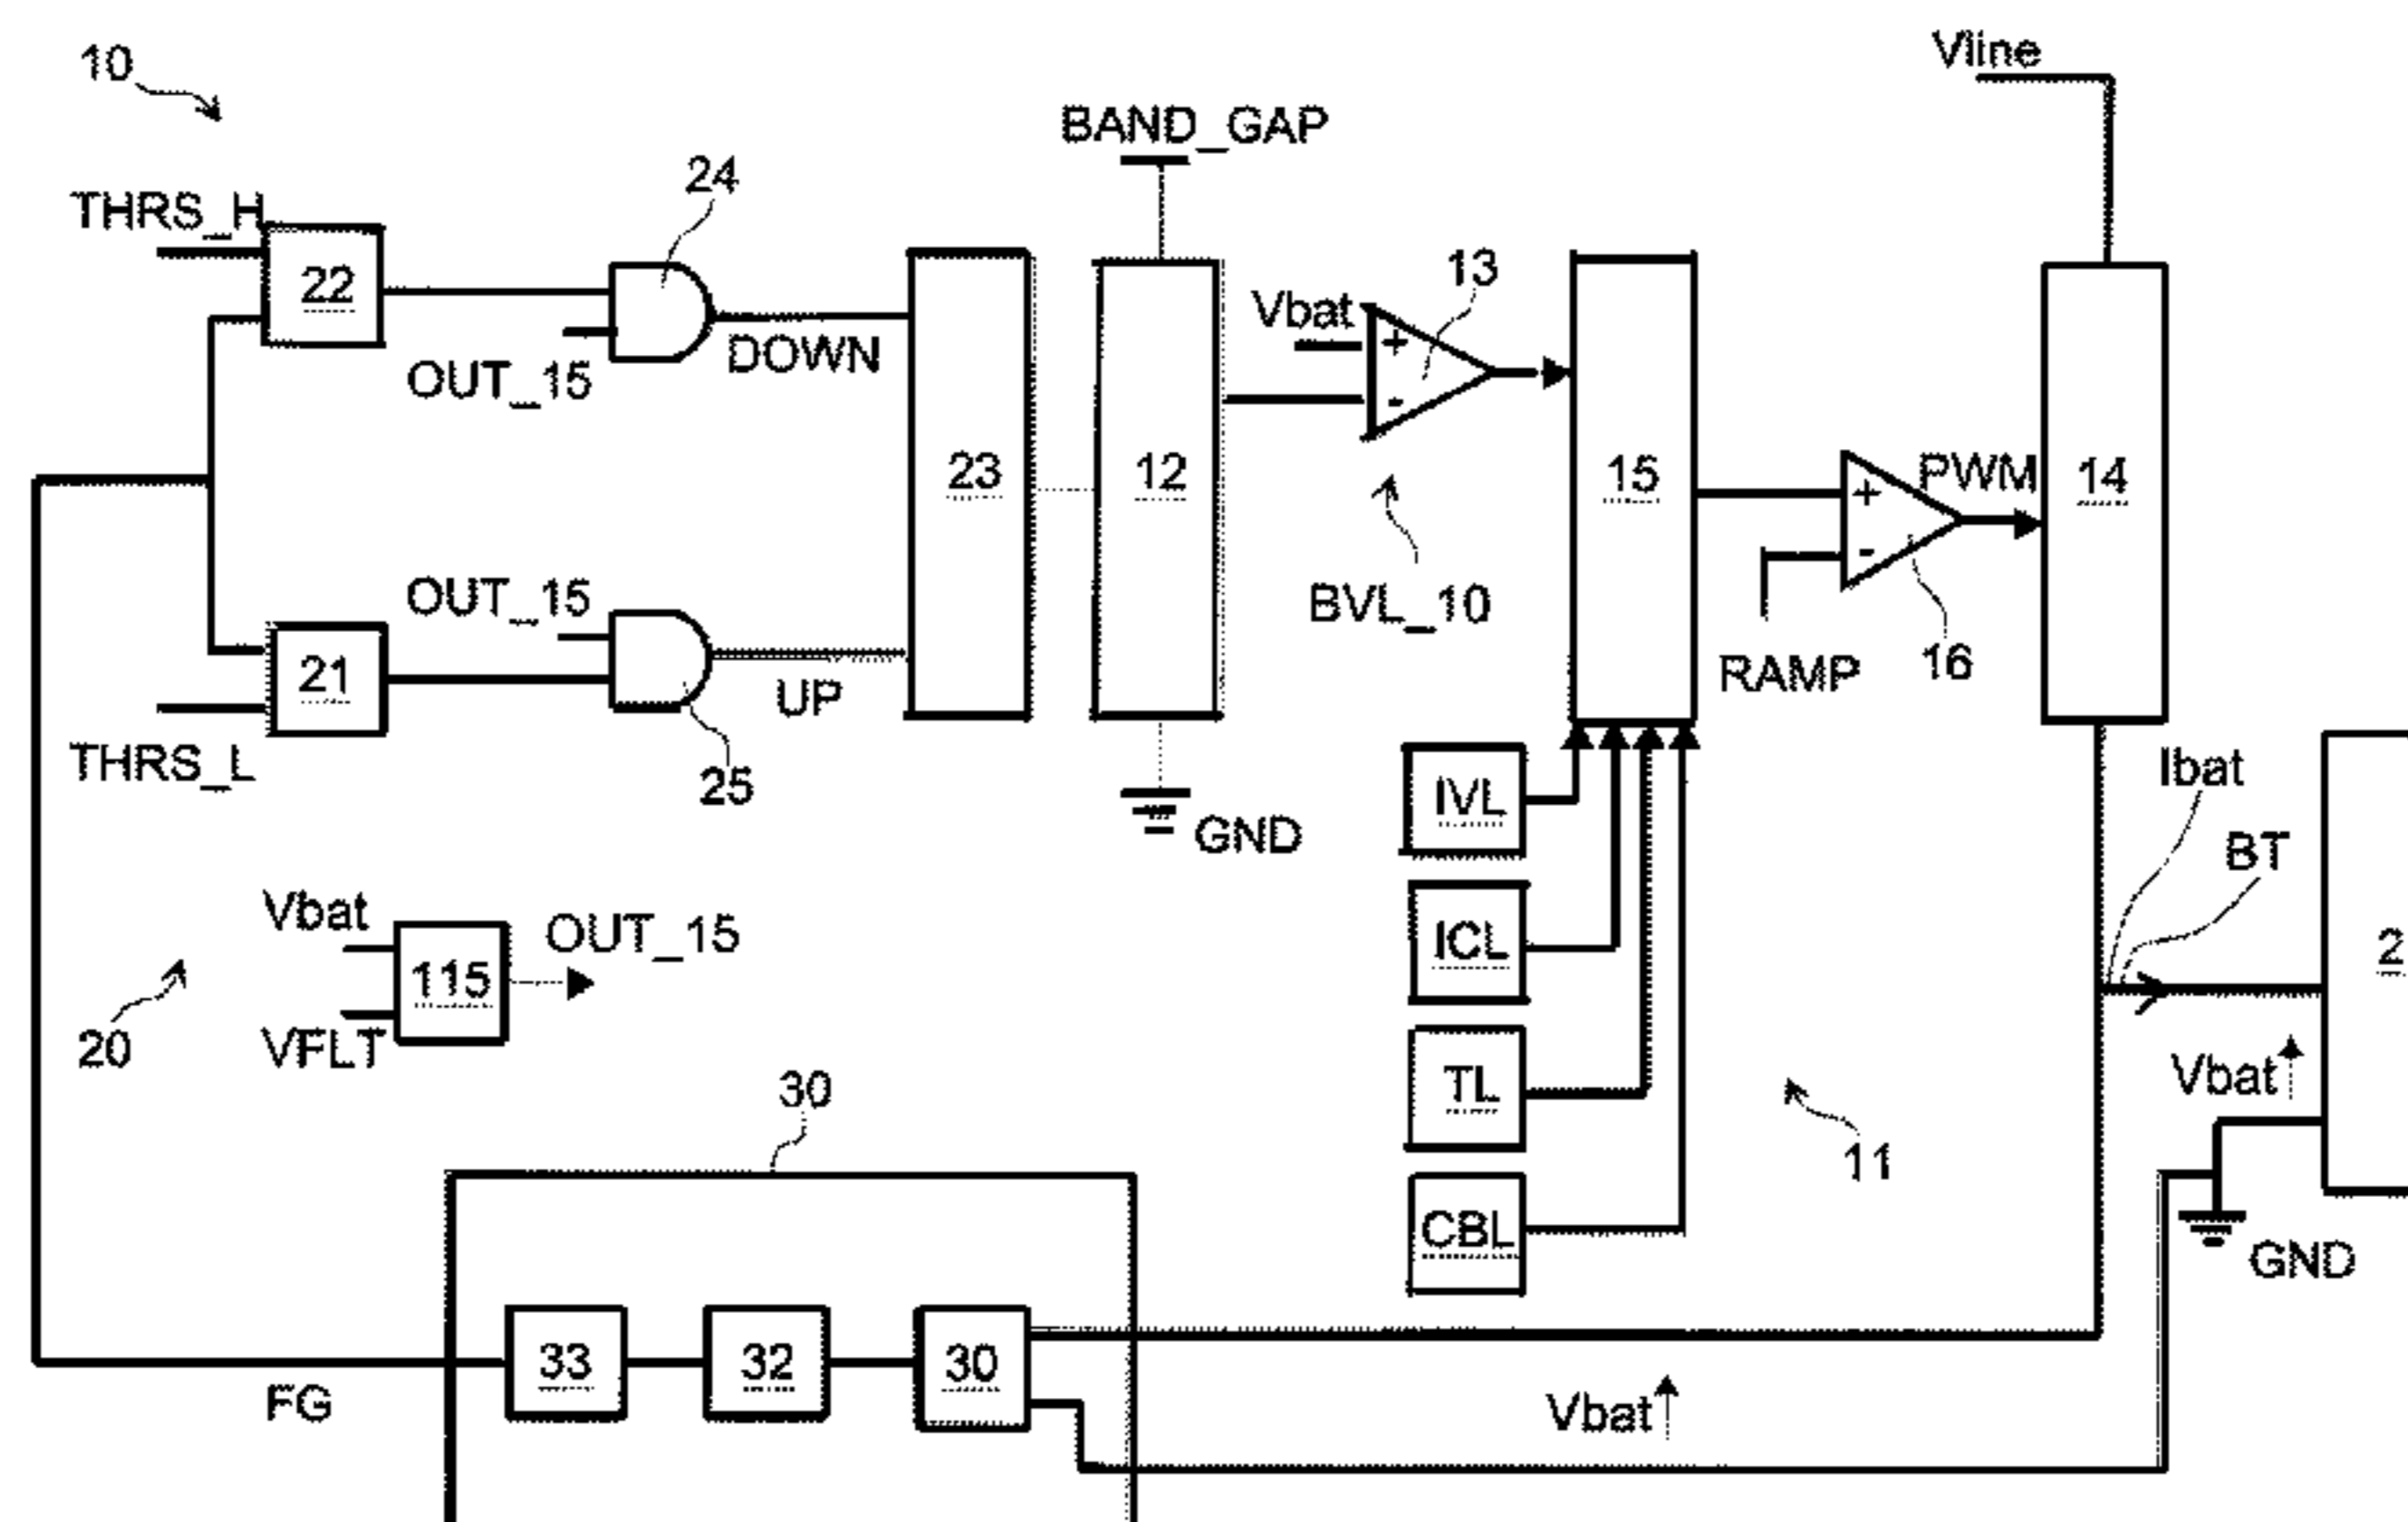 Vline
10
BAND_GAP
24
THRS_H
22
13
Vbat
+
-
OUT_15
DOWN
23
12
15
PWM
14
+
-
OUT_15
BVL_10
RAMP
16
21
UP
THRS_L
25
IVL
GND
Ibat
BT
Vbat
OUT_15
115
ICL
2
20
VFLT
TL
Vbat
30
11
CBL
GND
33
32
30
FG
Vbat